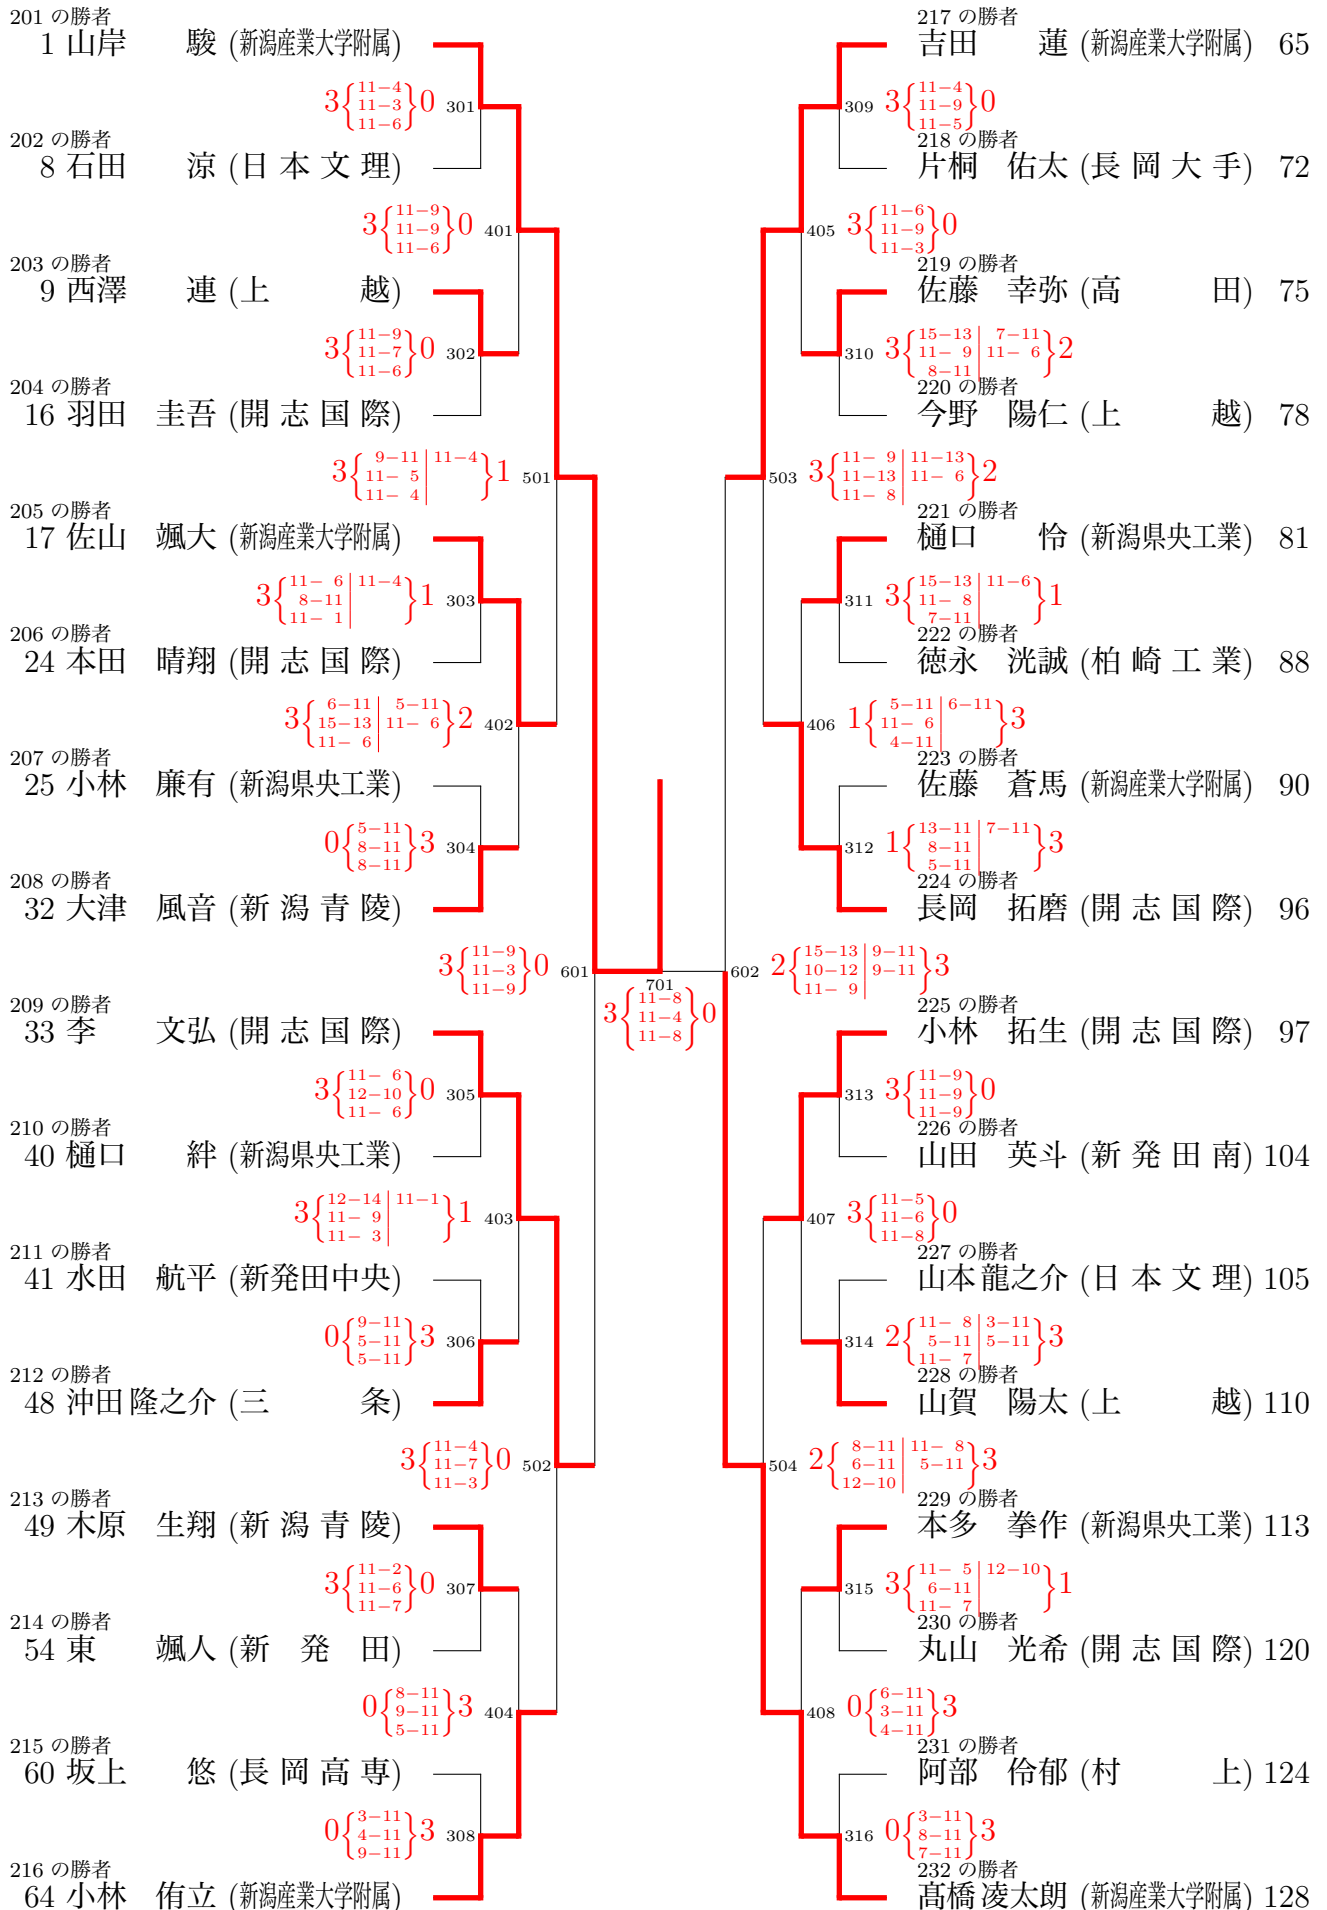 201 の勝者
1 山岸　　駿 (新潟産業大学附属)
3{11−4 11−3 11−6}0 301
202 の勝者
8 石田　　涼 (日 本 文 理)
3{11−9 11−9 11−6}0 401
203 の勝者
9 西澤　　連 (上　　　越)
3{11−9 11−7 11−6}0 302
204 の勝者
16 羽田　圭吾 (開 志 国 際)
3{9−11 11−5 11−4 | 11−4}1 501
205 の勝者
17 佐山　颯大 (新潟産業大学附属)
3{11−6 8−11 11−1 | 11−4}1 303
206 の勝者
24 本田　晴翔 (開 志 国 際)
3{6−11 15−13 11−6 | 5−11 11−6}2 402
207 の勝者
25 小林　廉有 (新潟県央工業)
0{5−11 8−11 8−11}3 304
208 の勝者
32 大津　風音 (新 潟 青 陵)
3{11−9 11−3 11−9}0 601
209 の勝者
33 李　　文弘 (開 志 国 際)
3{11−6 12−10 11−6}0 305
210 の勝者
40 樋口　　絆 (新潟県央工業)
3{12−14 11−9 11−3 | 11−1}1 403
211 の勝者
41 水田　航平 (新発田中央)
0{9−11 5−11 5−11}3 306
212 の勝者
48 沖田隆之介 (三　　　条)
3{11−4 11−7 11−3}0 502
213 の勝者
49 木原　生翔 (新 潟 青 陵)
3{11−2 11−6 11−7}0 307
214 の勝者
54 東　　颯人 (新　発　田)
0{8−11 9−11 5−11}3 404
215 の勝者
60 坂上　　悠 (長 岡 高 専)
0{3−11 4−11 9−11}3 308
216 の勝者
64 小林　侑立 (新潟産業大学附属)
701
3{11−8 11−4 11−8}0
217 の勝者
吉田　　蓮 (新潟産業大学附属) 65
309 3{11−4 11−9 11−5}0
218 の勝者
片桐　佑太 (長 岡 大 手) 72
405 3{11−6 11−9 11−3}0
219 の勝者
佐藤　幸弥 (高　　　田) 75
310 3{15−13 11−9 8−11 | 7−11 11−6}2
220 の勝者
今野　陽仁 (上　　　越) 78
503 3{11−9 11−13 11−8 | 11−13 11−6}2
221 の勝者
樋口　　怜 (新潟県央工業) 81
311 3{15−13 11−8 7−11 | 11−6}1
222 の勝者
徳永　洸誠 (柏 崎 工 業) 88
406 1{5−11 11−6 4−11 | 6−11}3
223 の勝者
佐藤　蒼馬 (新潟産業大学附属) 90
312 1{13−11 8−11 5−11 | 7−11}3
224 の勝者
長岡　拓磨 (開 志 国 際) 96
602 2{15−13 10−12 11−9 | 9−11 9−11}3
225 の勝者
小林　拓生 (開 志 国 際) 97
313 3{11−9 11−9 11−9}0
226 の勝者
山田　英斗 (新 発 田 南) 104
407 3{11−5 11−6 11−8}0
227 の勝者
山本龍之介 (日 本 文 理) 105
314 2{11−8 5−11 11−7 | 3−11 5−11}3
228 の勝者
山賀　陽太 (上　　　越) 110
504 2{8−11 6−11 12−10 | 11−8 5−11}3
229 の勝者
本多　拳作 (新潟県央工業) 113
315 3{11−5 6−11 11−7 | 12−10}1
230 の勝者
丸山　光希 (開 志 国 際) 120
408 0{6−11 3−11 4−11}3
231 の勝者
阿部　伶郁 (村　　　上) 124
316 0{3−11 8−11 7−11}3
232 の勝者
髙橋凌太朗 (新潟産業大学附属) 128